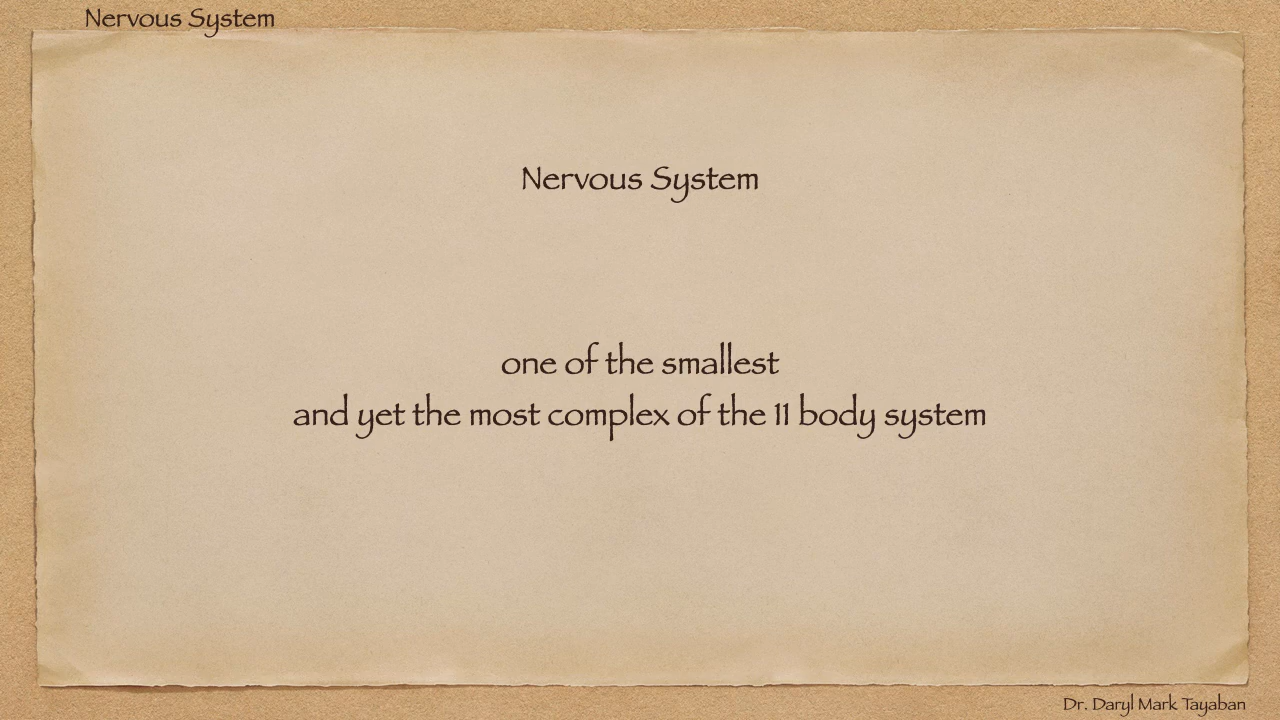 Nervous System
Nervous System
one of the smallest
and yet the most complex of the 11 body system
Dr. Daryl Mark Tayaban